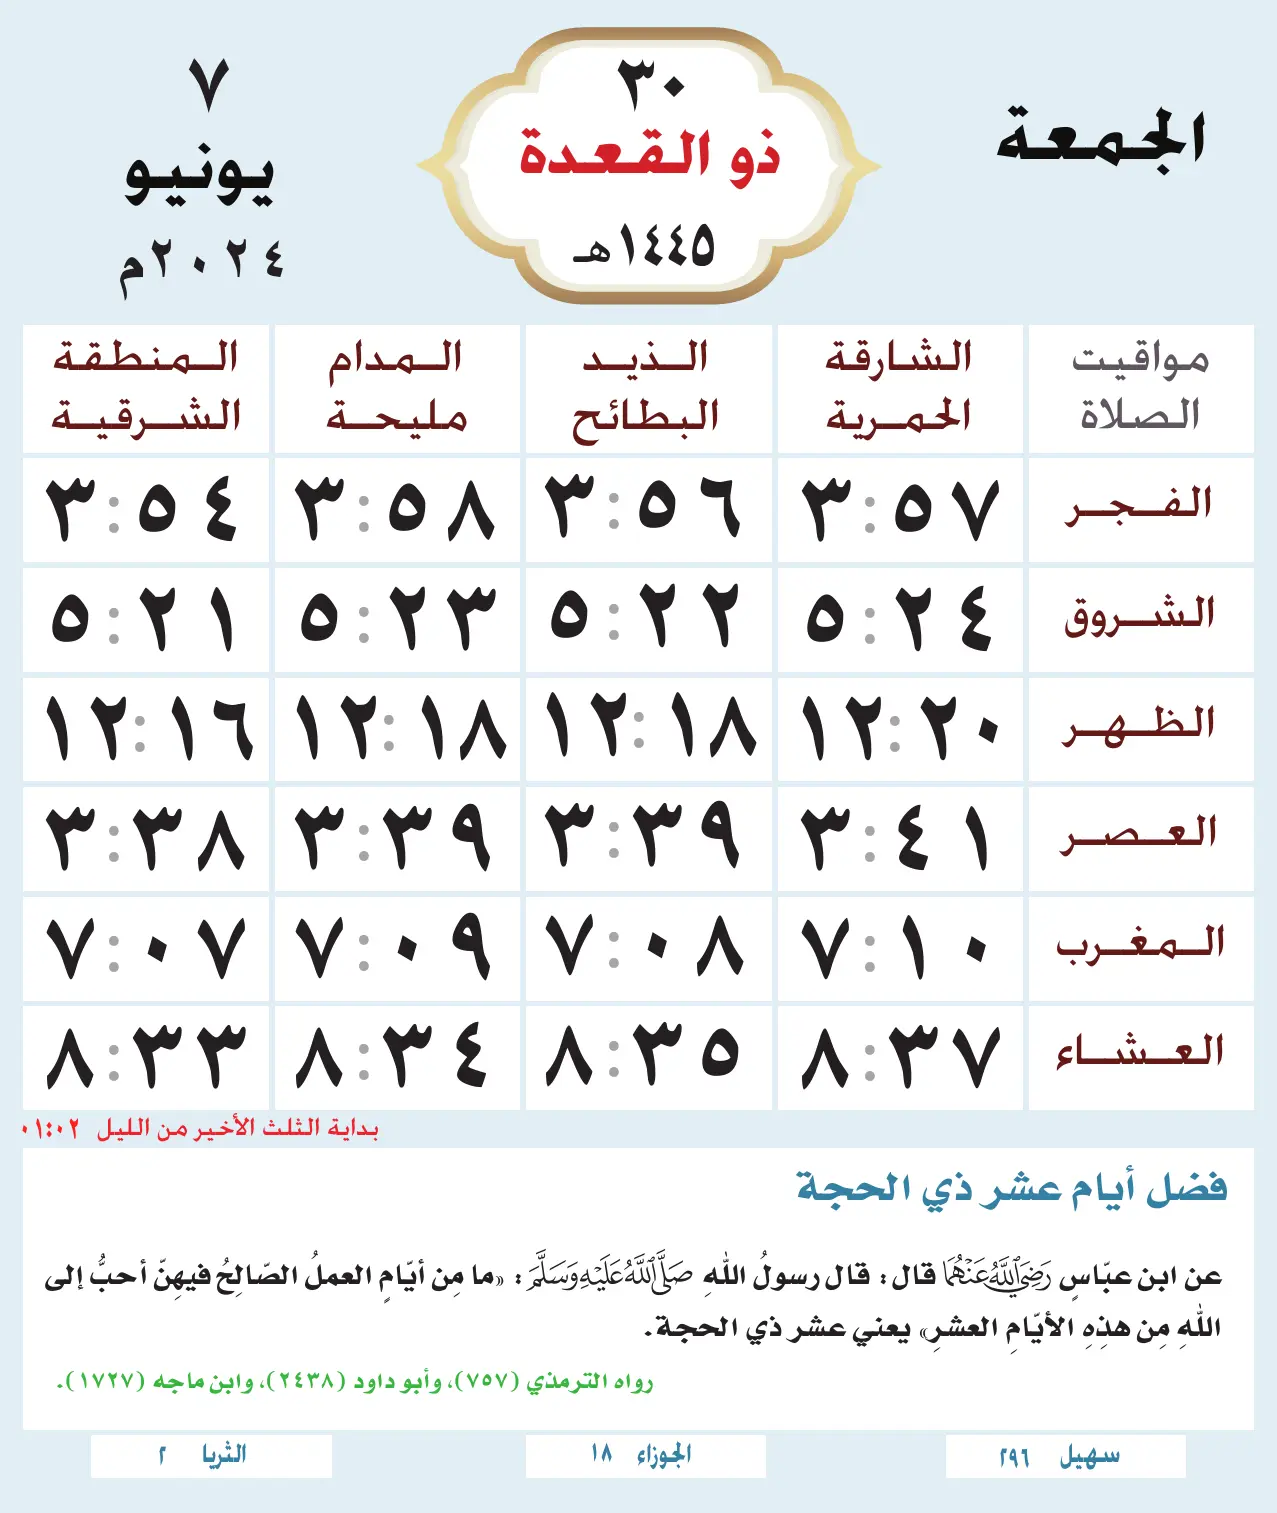 الجمعة
٣٠
ذو القعدة
١٤٤٥هـ
٧
يونيو
٢٠٢٤م
مواقيت الصلاة
الشارقة الحمرية
الذيد البطائح
المدام مليحة
المنطقة الشرقية
الفجر ٣:٥٧ ٣:٥٦ ٣:٥٨ ٣:٥٤
الشروق ٥:٢٤ ٥:٢٢ ٥:٢٣ ٥:٢١
الظهر ١٢:٢٠ ١٢:١٨ ١٢:١٨ ١٢:١٦
العصر ٣:٤١ ٣:٣٩ ٣:٣٩ ٣:٣٨
المغرب ٧:١٠ ٧:٠٨ ٧:٠٩ ٧:٠٧
العشاء ٨:٣٧ ٨:٣٥ ٨:٣٤ ٨:٣٣
بداية الثلث الأخير من الليل ٠١:٠٢
فضل أيام عشر ذي الحجة
عن ابن عبّاسٍ رَضِيَ اللَّهُ عَنْهُمَا قال: قال رسولُ اللهِ صَلَّى اللَّهُ عَلَيْهِ وَسَلَّمَ: «ما مِن أيّامٍ العملُ الصّالِحُ فيهِنّ أحبُّ إلى
اللهِ مِن هذِهِ الأيّامِ العشرِ» يعني عشر ذي الحجة.
رواه الترمذي (٧٥٧)، وأبو داود (٢٤٣٨)، وابن ماجه (١٧٢٧).
سهيل ٢٩٦
الجوزاء ١٨
الثريا ٢